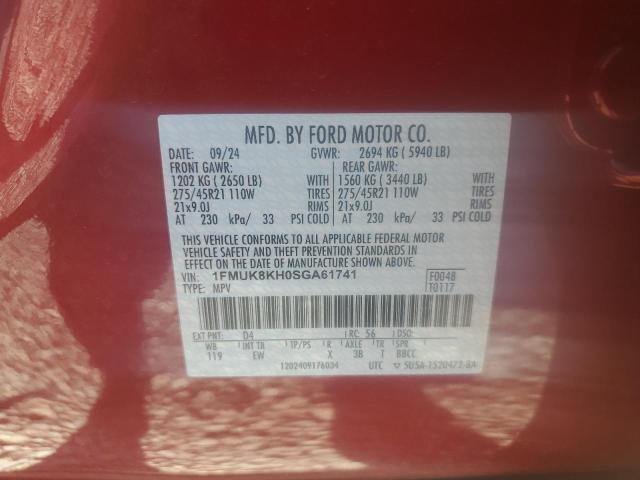 MFD. BY FORD MOTOR CO.
DATE: 09/24 GVWR: 2694 KG ( 5940 LB)
FRONT GAWR: REAR GAWR:
1202 KG ( 2650 LB) WITH 1560 KG ( 3440 LB) WITH
275/45R21 110W TIRES 275/45R21 110W TIRES
21x9.0J RIMS 21x9.0J RIMS
AT 230 kPa/ 33 PSI COLD AT 230 kPa/ 33 PSI COLD
THIS VEHICLE CONFORMS TO ALL APPLICABLE FEDERAL MOTOR
VEHICLE SAFETY AND THEFT PREVENTION STANDARDS IN
EFFECT ON THE DATE OF MANUFACTURE SHOWN ABOVE.
VIN: 1FMUK8KH0SGA61741 F0048
TYPE: MPV T0117
EXT PNT: D4 RC: 56 DSO:
WB INT TR TP/PS R AXLE TR SPR
119 EW X 3B T BBCC
1202409176034 UTC ▽ 5U5A-1520472-BA